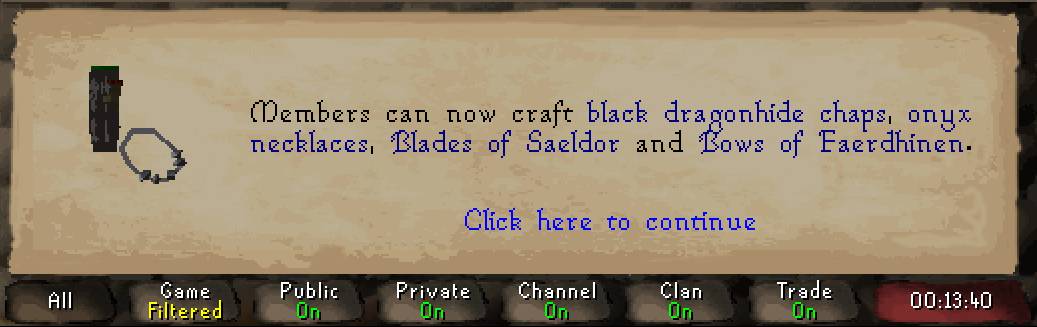 Members can now craft black dragonhide chaps, onyx
necklaces, Blades of Saeldor and Bows of Faerdhinen.
Click here to continue
All
Game
Filtered
Public
On
Private
On
Channel
On
Clan
On
Trade
On
00:13:40